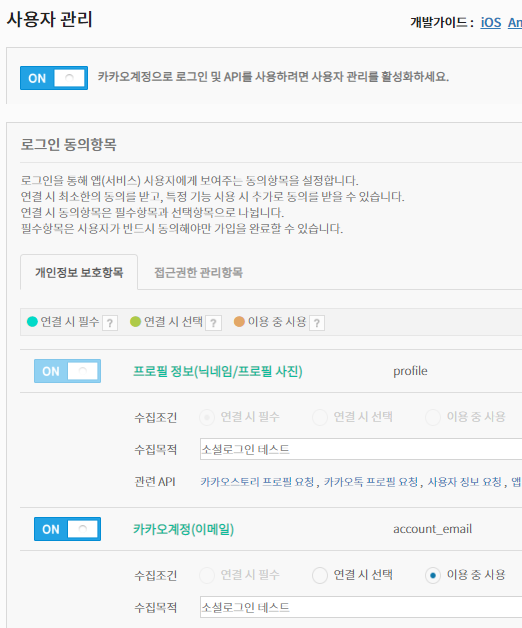 사용자 관리
개발가이드 : iOS An
ON 카카오계정으로 로그인 및 API를 사용하려면 사용자 관리를 활성화하세요.
로그인 동의항목
로그인을 통해 앱(서비스) 사용자에게 보여주는 동의항목을 설정합니다.
연결 시 최소한의 동의를 받고, 특정 기능 사용 시 추가로 동의를 받을 수 있습니다.
연결 시 동의항목은 필수항목과 선택항목으로 나뉩니다.
필수항목은 사용자가 반드시 동의해야만 가입을 완료할 수 있습니다.
개인정보 보호항목 접근권한 관리항목
연결 시 필수 ? 연결 시 선택 ? 이용 중 사용 ?
ON 프로필 정보(닉네임/프로필 사진) profile
수집조건 연결 시 필수 연결 시 선택 이용 중 사용
수집목적 소셜로그인 테스트
관련 API 카카오스토리 프로필 요청 , 카카오톡 프로필 요청 , 사용자 정보 요청 , 앱
ON 카카오계정(이메일) account_email
수집조건 연결 시 필수 연결 시 선택 이용 중 사용
수집목적 소셜로그인 테스트